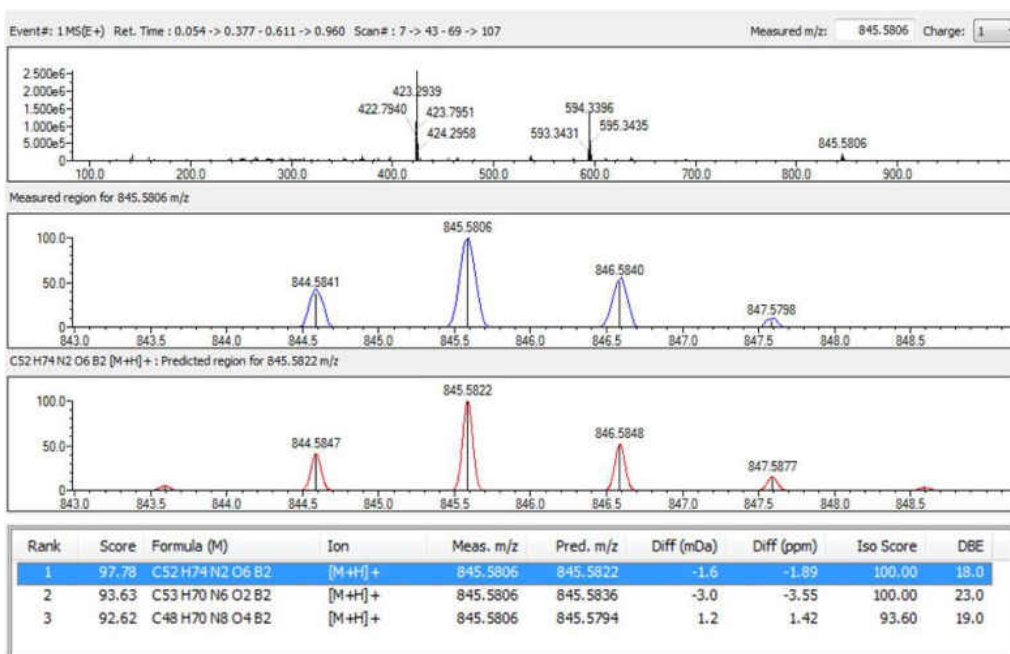 Event#: 1 MS(E+) Ret. Time : 0.054 -> 0.377 - 0.611 -> 0.960 Scan# : 7 -> 43 - 69 -> 107 Measured m/z: 845.5806 Charge: 1
2.500e6
2.000e6
1.500e6
1.000e6
5.000e5
0
423.2939
422.7940
423.7951
424.2958
594.3396
593.3431
595.3435
845.5806
100.0 200.0 300.0 400.0 500.0 600.0 700.0 800.0 900.0
Measured region for 845.5806 m/z
845.5806
100.0
844.5841
846.5840
50.0
847.5798
0
843.0 843.5 844.0 844.5 845.0 845.5 846.0 846.5 847.0 847.5 848.0 848.5
C52 H74 N2 O6 B2 [M+H]+ : Predicted region for 845.5822 m/z
845.5822
100.0
844.5847
846.5848
50.0
847.5877
0
843.0 843.5 844.0 844.5 845.0 845.5 846.0 846.5 847.0 847.5 848.0 848.5
Rank Score Formula (M) Ion Meas. m/z Pred. m/z Diff (mDa) Diff (ppm) Iso Score DBE
1 97.78 C52 H74 N2 O6 B2 [M+H]+ 845.5806 845.5822 -1.6 -1.89 100.00 18.0
2 93.63 C53 H70 N6 O2 B2 [M+H]+ 845.5806 845.5836 -3.0 -3.55 100.00 23.0
3 92.62 C48 H70 N8 O4 B2 [M+H]+ 845.5806 845.5794 1.2 1.42 93.60 19.0